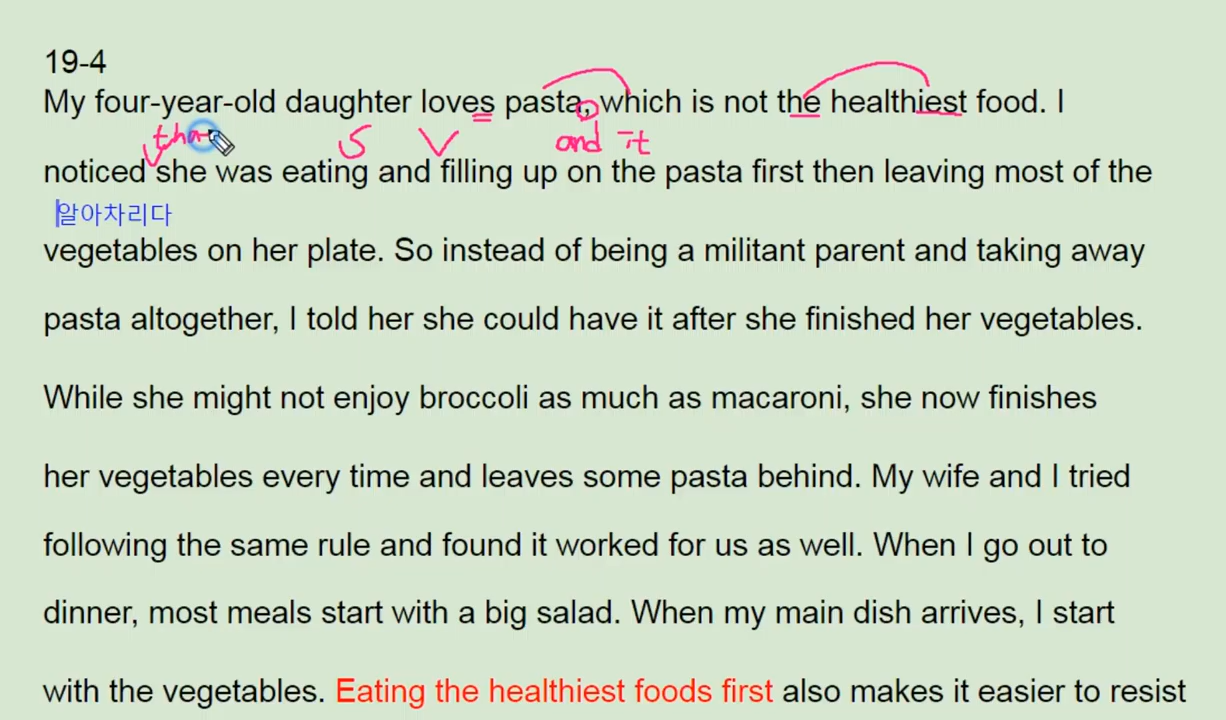 19-4
My four-year-old daughter loves pasta, which is not the healthiest food. I
S V and it
noticed she was eating and filling up on the pasta first then leaving most of the
알아차리다
vegetables on her plate. So instead of being a militant parent and taking away
pasta altogether, I told her she could have it after she finished her vegetables.
While she might not enjoy broccoli as much as macaroni, she now finishes
her vegetables every time and leaves some pasta behind. My wife and I tried
following the same rule and found it worked for us as well. When I go out to
dinner, most meals start with a big salad. When my main dish arrives, I start
with the vegetables. Eating the healthiest foods first also makes it easier to resist